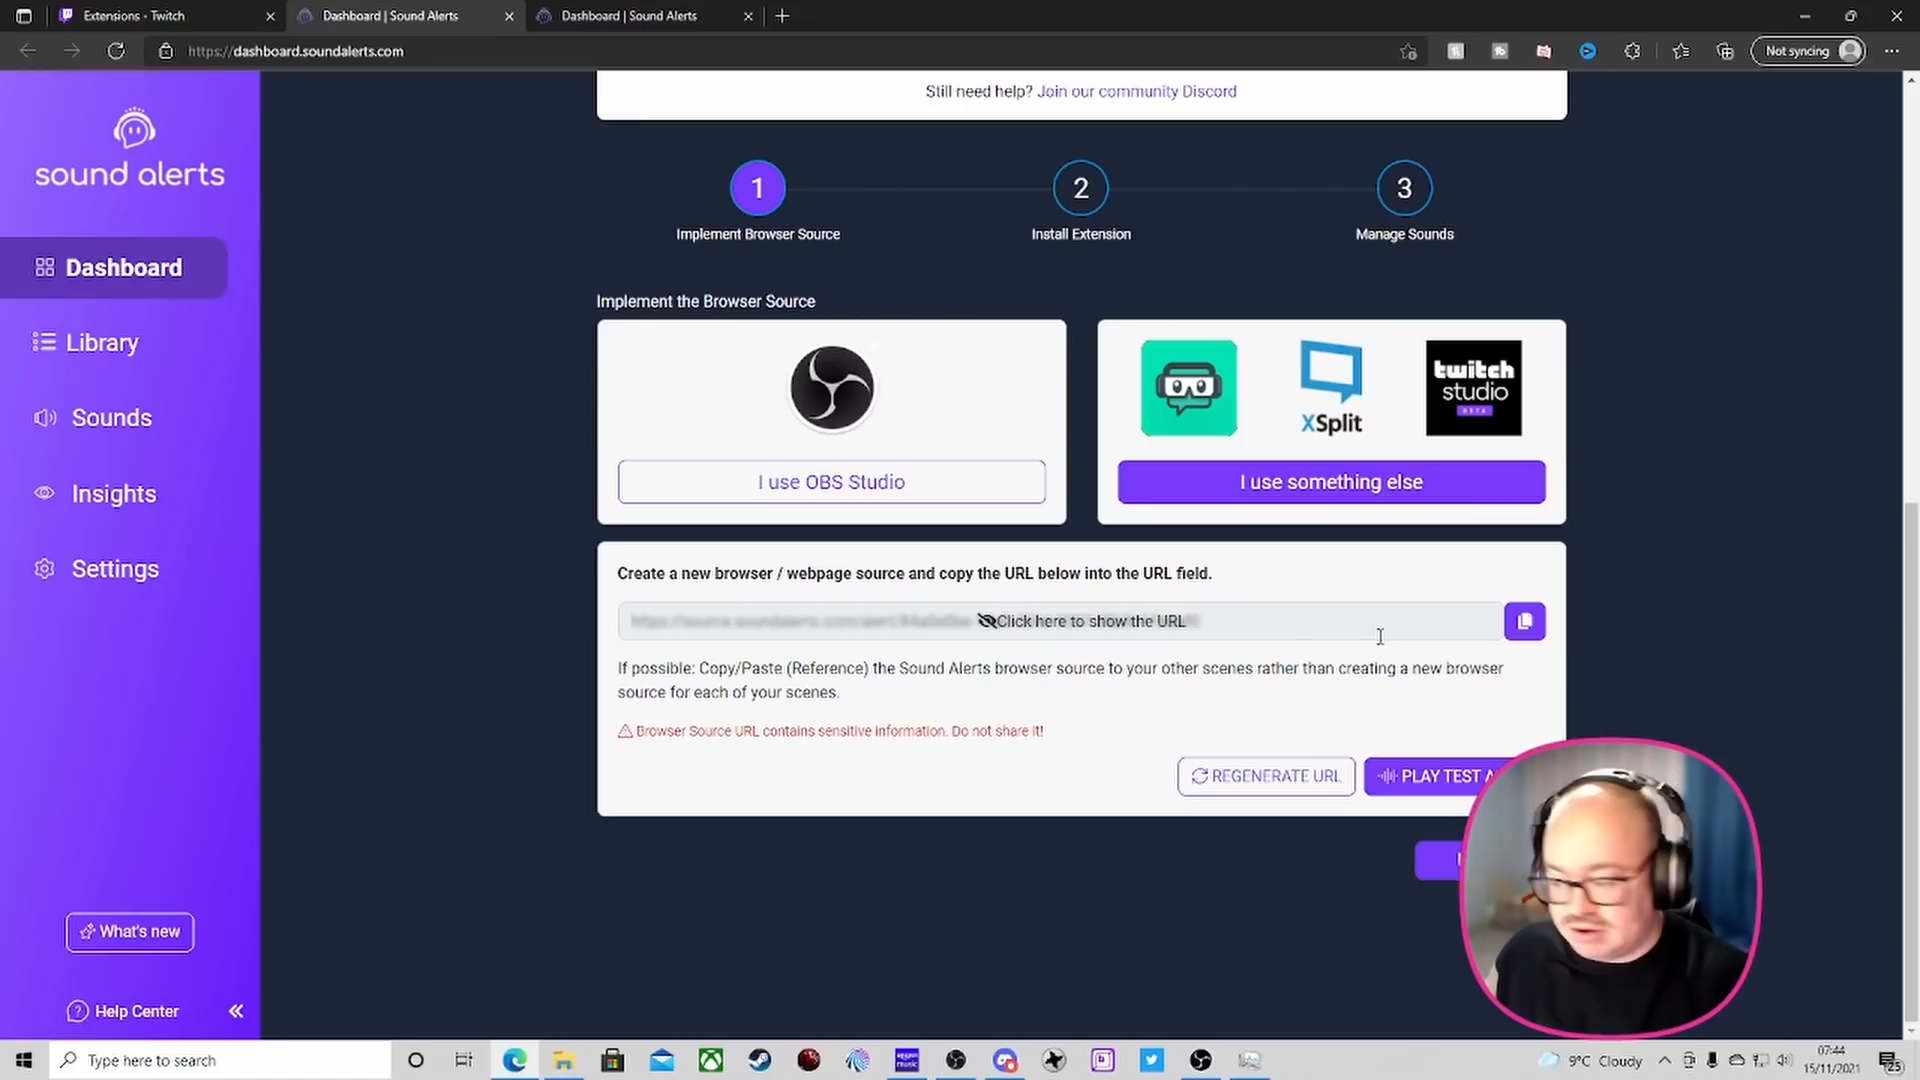 Extensions - Twitch
Dashboard | Sound Alerts
Dashboard | Sound Alerts
https://dashboard.soundalerts.com
Not syncing
sound alerts
Dashboard
Library
Sounds
Insights
Settings
What's new
Help Center
Still need help? Join our community Discord
1
2
3
Implement Browser Source
Install Extension
Manage Sounds
Implement the Browser Source
I use OBS Studio
XSplit
twitch
studio
BETA
I use something else
Create a new browser / webpage source and copy the URL below into the URL field.
Click here to show the URL
If possible: Copy/Paste (Reference) the Sound Alerts browser source to your other scenes rather than creating a new browser
source for each of your scenes.
Browser Source URL contains sensitive information. Do not share it!
REGENERATE URL
PLAY TEST
Type here to search
amazon
music
9°C Cloudy
07:44
15/11/2021
25